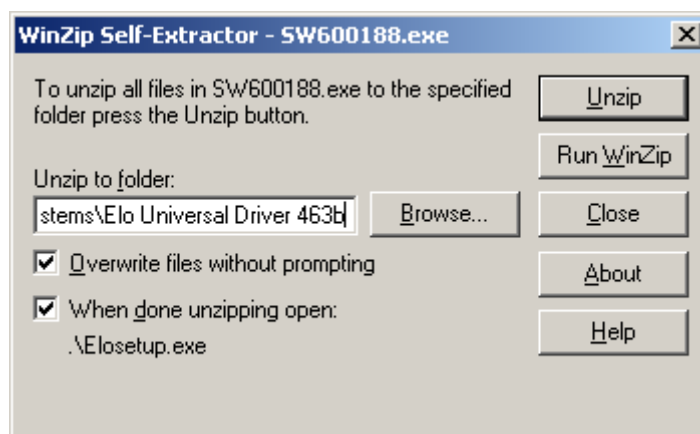 WinZip Self-Extractor - SW600188.exe
To unzip all files in SW600188.exe to the specified
folder press the Unzip button.
Unzip to folder:
stems\Elo Universal Driver 463b
Browse...
Overwrite files without prompting
When done unzipping open:
.\Elosetup.exe
Unzip
Run WinZip
Close
About
Help